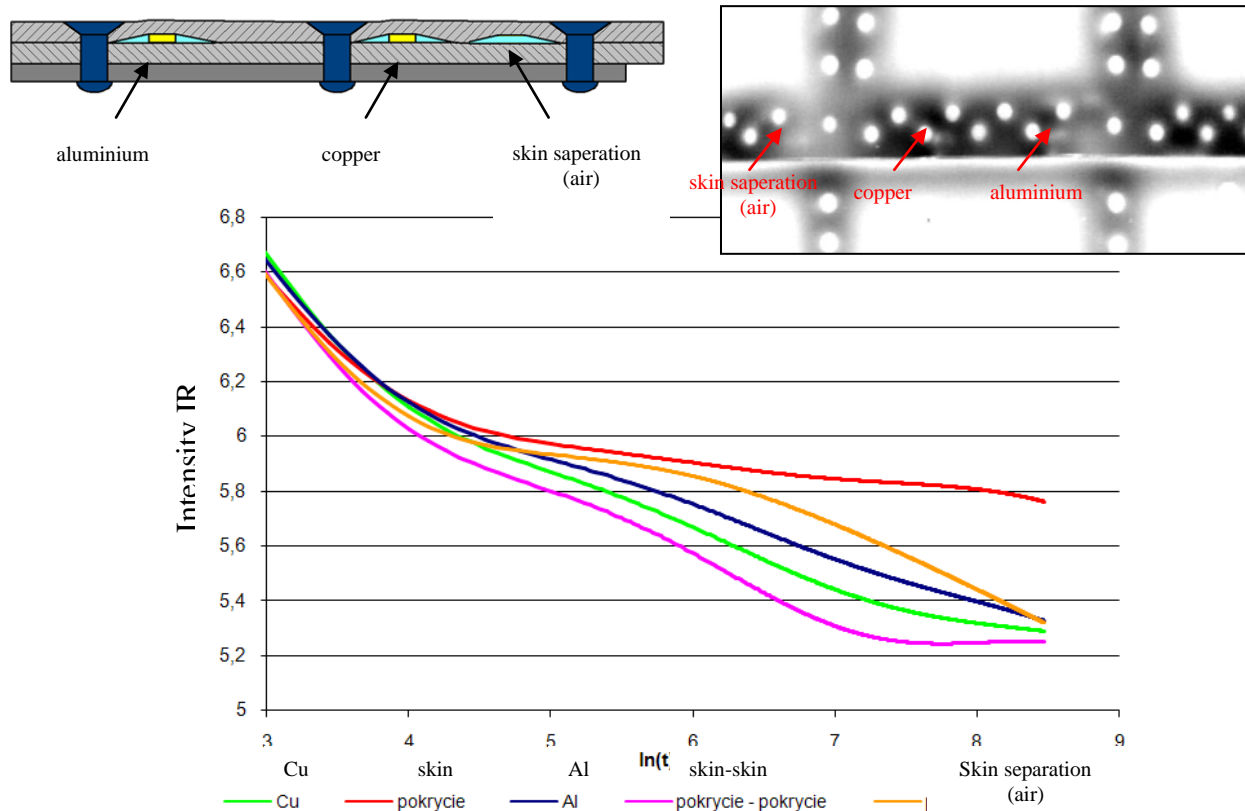 aluminium
copper
skin saperation
(air)
skin saperation
(air)
copper
aluminium
Intensity IR
6,8
6,6
6,4
6,2
6
5,8
5,6
5,4
5,2
5
3 4 5 6 7 8 9
ln(t)
Cu skin Al skin-skin Skin separation
(air)
Cu pokrycie Al pokrycie - pokrycie